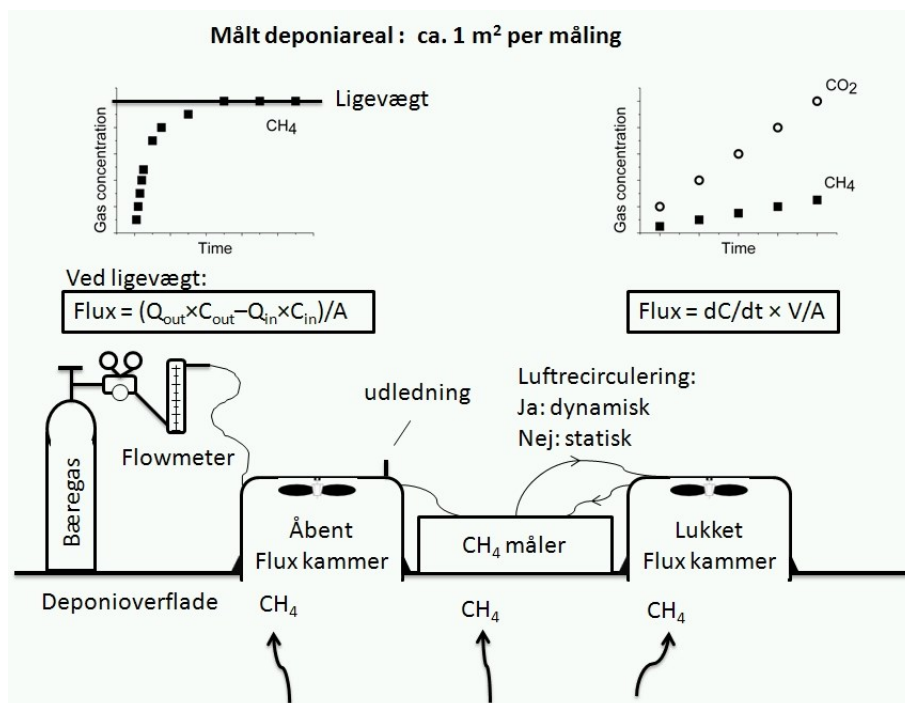 Målt deponiareal : ca. 1 m² per måling
Ligevægt
CH₄
Gas concentration
Time
CO₂
CH₄
Gas concentration
Time
Ved ligevægt:
Flux = (Qout×Cout−Qin×Cin)/A
Flux = dC/dt × V/A
Bæregas
Flowmeter
udledning
Luftrecirculering:
Ja: dynamisk
Nej: statisk
Åbent
Flux kammer
CH₄ måler
Lukket
Flux kammer
Deponioverflade
CH₄
CH₄
CH₄